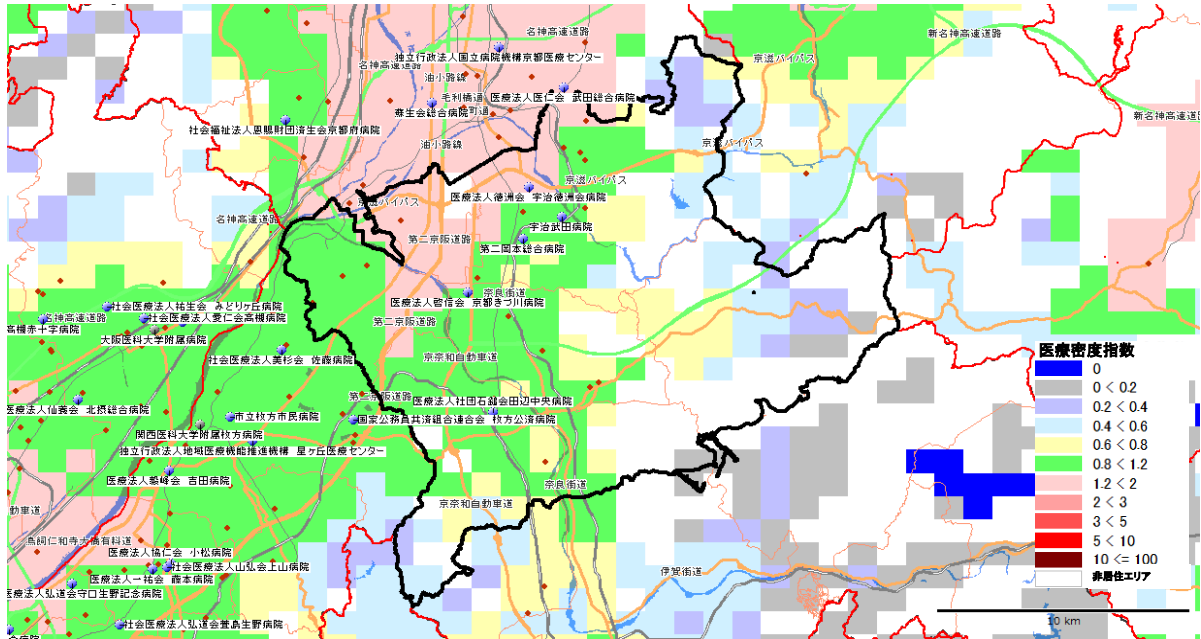 名神高速道路
新名神高速道路
独立行政法人国立病院機構京都医療センター
名神高速道路
京滋バイパス
油小路線
毛利橋通
町通
医療法人医仁会 武田総合病院
蘇生会総合病院
新名神高速道路
社会福祉法人恩賜財団済生会京都府病院
油小路線
京滋バイパス
京滋バイパス
医療法人徳洲会 宇治徳洲会病院
京滋バイパス
名神高速道路
宇治武田病院
第二京阪道路
第二岡本総合病院
奈良街道
医療法人啓信会 京都きづ川病院
社会医療法人祐生会 みどりヶ丘病院
名神高速道路
社会医療法人愛仁会高槻病院
高槻赤十字病院
第二京阪道路
大阪医科大学附属病院
社会医療法人美杉会 佐藤病院
京奈和自動車道
医療密度指数
0
0 < 0.2
0.2 < 0.4
0.4 < 0.6
0.6 < 0.8
0.8 < 1.2
1.2 < 2
2 < 3
3 < 5
5 < 10
10 <= 100
非居住エリア
第二京阪道路
医療法人社団石鎚会田辺中央病院
医療法人仙養会 北摂総合病院
市立枚方市民病院
国家公務員共済組合連合会 枚方公済病院
関西医科大学附属枚方病院
独立行政法人地域医療機能推進機構 星ヶ丘医療センター
医療法人毅峰会 吉田病院
奈良街道
京奈和自動車道
動車道
鳥飼仁和寺大橋有料道
医療法人協仁会 小松病院
社会医療法人山弘会上山病院
伊賀街道
医療法人一祐会 藤本病院
医療法人弘道会守口生野記念病院
10 km
社会医療法人弘道会萱島生野病院